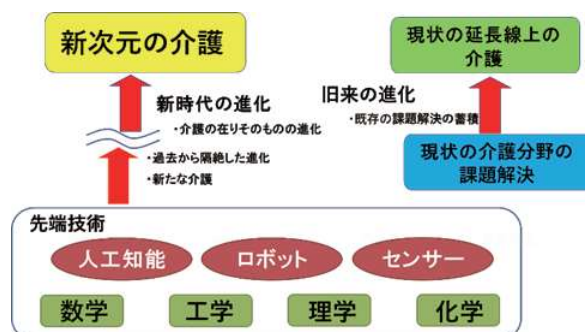 新次元の介護
現状の延長線上の
介護
新時代の進化
・介護の在りそのものの進化
旧来の進化
・既存の課題解決の蓄積
・過去から隔絶した進化
・新たな介護
現状の介護分野の
課題解決
先端技術
人工知能
ロボット
センサー
数学
工学
理学
化学